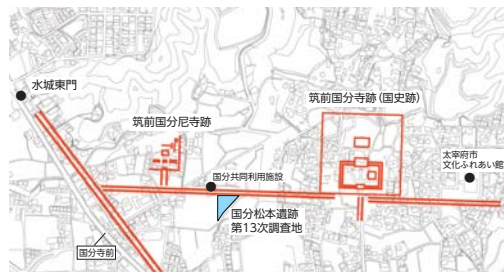 水城東門
筑前国分寺跡（国史跡）
筑前国分尼寺跡
太宰府市
文化ふれあい館
国分共同利用施設
国分松本遺跡
第13次調査地
国分寺前